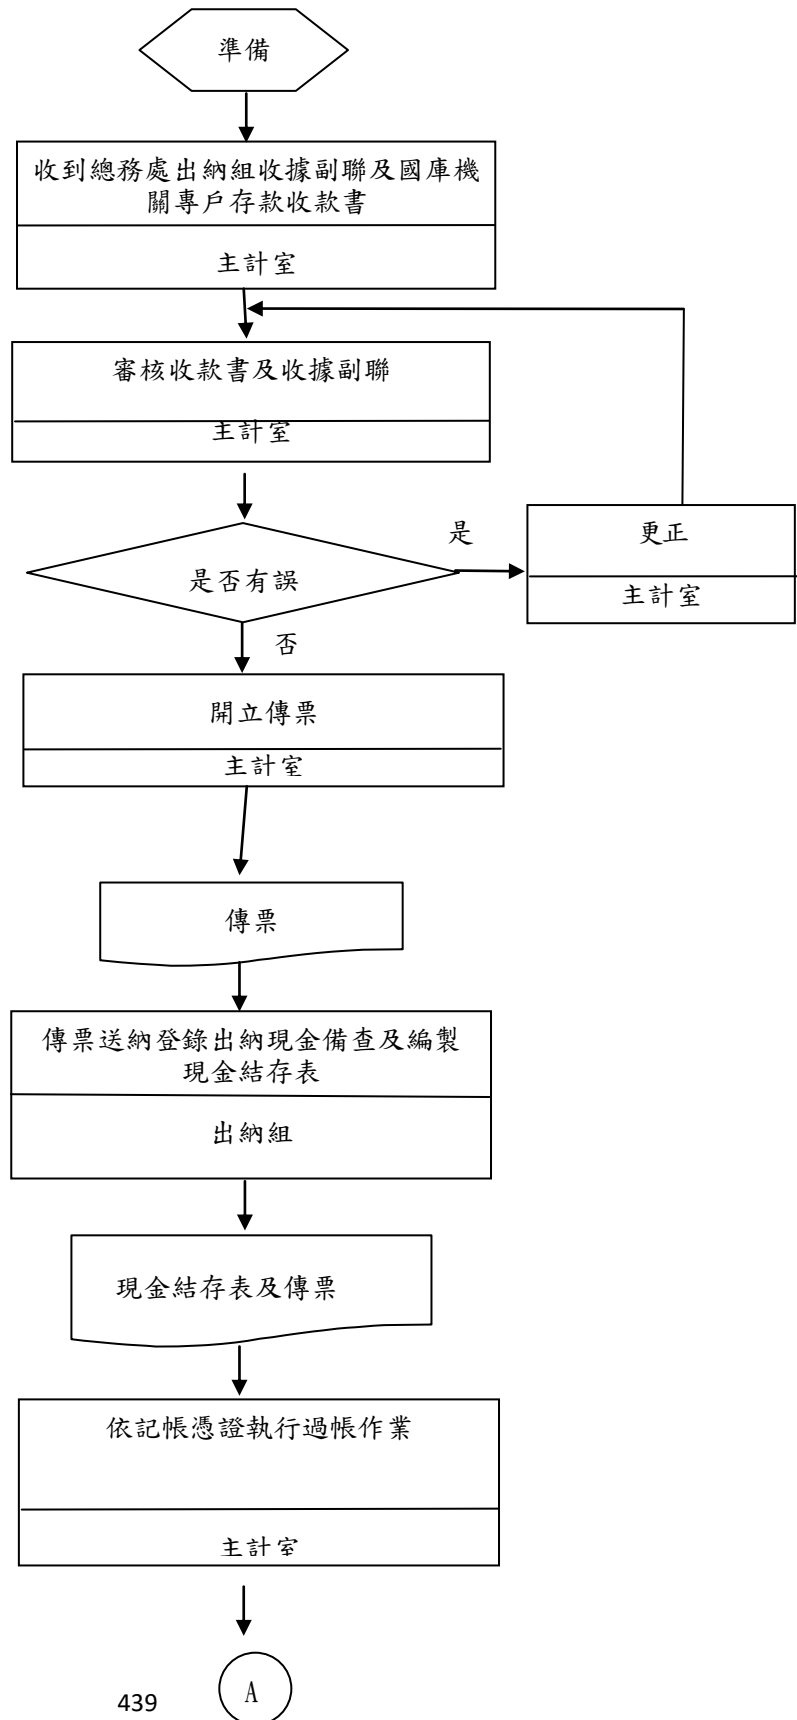 準備
收到總務處出納組收據副聯及國庫機
關專戶存款收款書
主計室
審核收款書及收據副聯
主計室
是
更正
主計室
是否有誤
否
開立傳票
主計室
傳票
傳票送納登錄出納現金備查及編製
現金結存表
出納組
現金結存表及傳票
依記帳憑證執行過帳作業
主計室
A
439